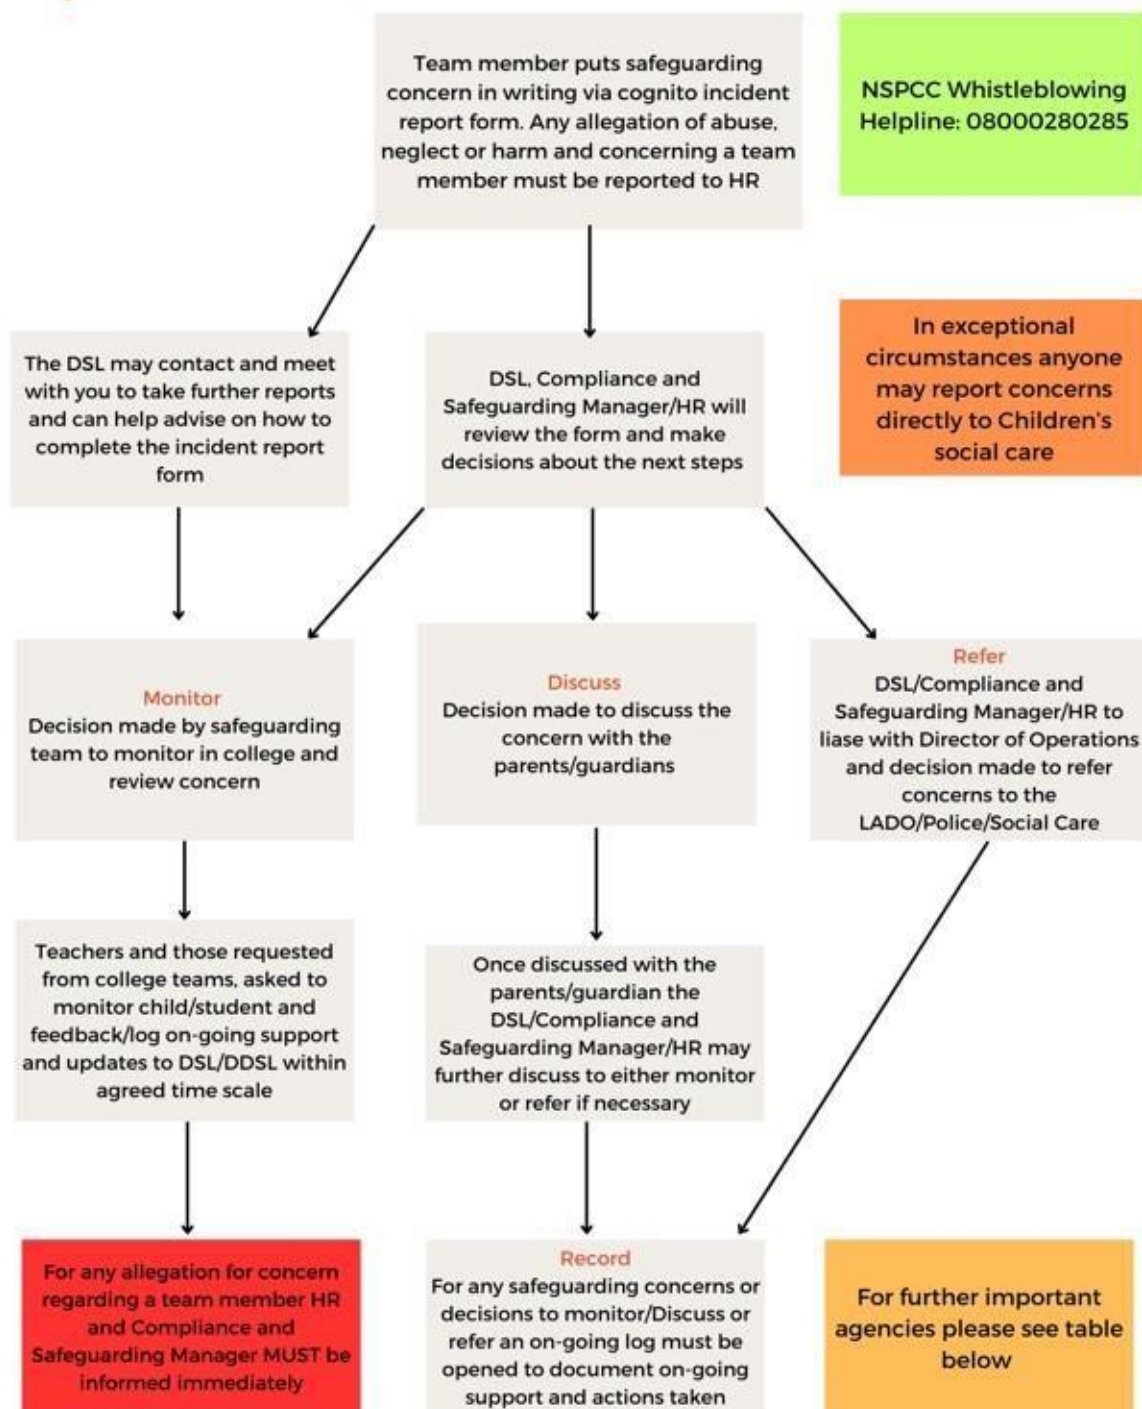 Team member puts safeguarding
concern in writing via cognito incident
report form. Any allegation of abuse,
neglect or harm and concerning a team
member must be reported to HR
NSPCC Whistleblowing
Helpline: 08000280285
The DSL may contact and meet
with you to take further reports
and can help advise on how to
complete the incident report
form
DSL, Compliance and
Safeguarding Manager/HR will
review the form and make
decisions about the next steps
In exceptional
circumstances anyone
may report concerns
directly to Children's
social care
Monitor
Decision made by safeguarding
team to monitor in college and
review concern
Discuss
Decision made to discuss the
concern with the
parents/guardians
Refer
DSL/Compliance and
Safeguarding Manager/HR to
liase with Director of Operations
and decision made to refer
concerns to the
LADO/Police/Social Care
Teachers and those requested
from college teams, asked to
monitor child/student and
feedback/log on-going support
and updates to DSL/DDSL within
agreed time scale
Once discussed with the
parents/guardian the
DSL/Compliance and
Safeguarding Manager/HR may
further discuss to either monitor
or refer if necessary
For any allegation for concern
regarding a team member HR
and Compliance and
Safeguarding Manager MUST be
informed immediately
Record
For any safeguarding concerns or
decisions to monitor/Discuss or
refer an on-going log must be
opened to document on-going
support and actions taken
For further important
agencies please see table
below